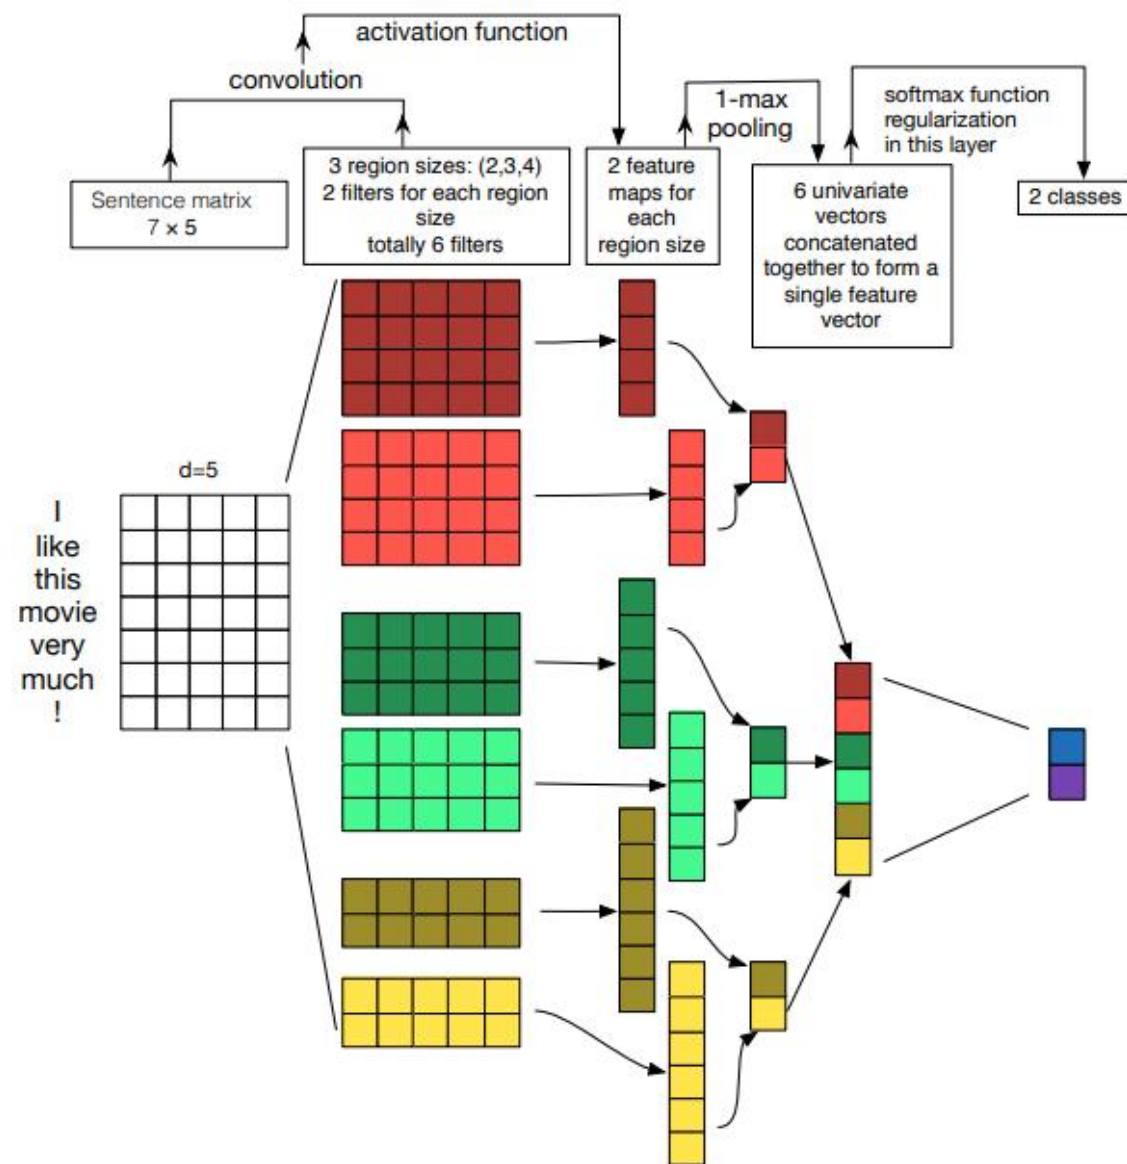 activation function
convolution
1-max
pooling
softmax function
regularization
in this layer
Sentence matrix
7 × 5
3 region sizes: (2,3,4)
2 filters for each region
size
totally 6 filters
2 feature
maps for
each
region size
6 univariate
vectors
concatenated
together to form a
single feature
vector
2 classes
d=5
I
like
this
movie
very
much
!